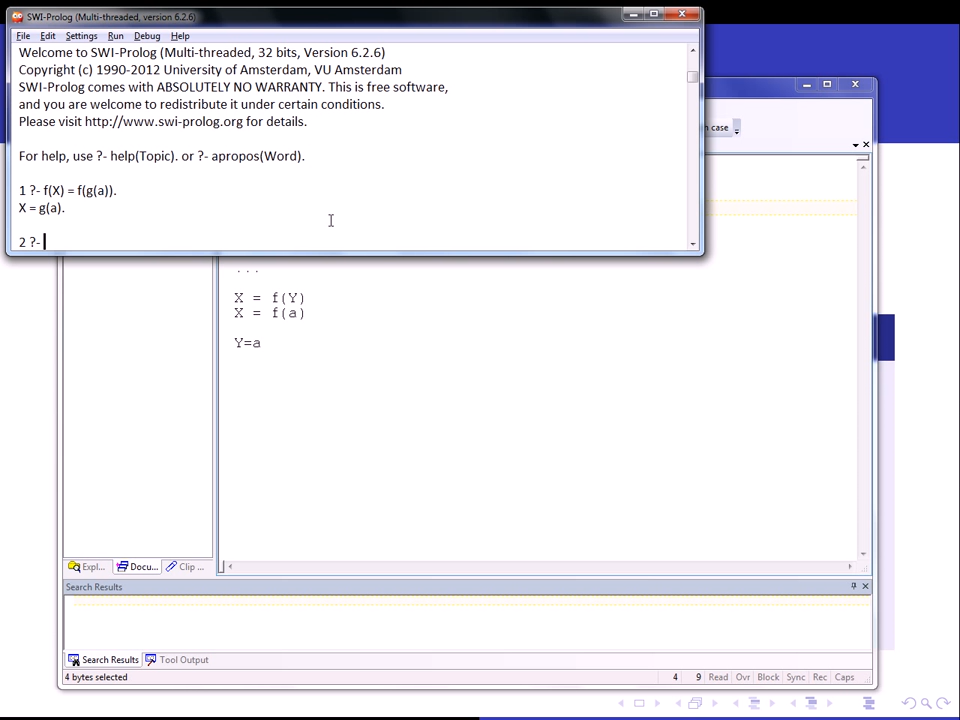 SWI-Prolog (Multi-threaded, version 6.2.6)
File Edit Settings Run Debug Help
Welcome to SWI-Prolog (Multi-threaded, 32 bits, Version 6.2.6)
Copyright (c) 1990-2012 University of Amsterdam, VU Amsterdam
SWI-Prolog comes with ABSOLUTELY NO WARRANTY. This is free software,
and you are welcome to redistribute it under certain conditions.
Please visit http://www.swi-prolog.org for details.
For help, use ?- help(Topic). or ?- apropos(Word).
1 ?- f(X) = f(g(a)).
X = g(a).
2 ?-
case
...
X = f(Y)
X = f(a)
Y=a
Expl... Docu... Clip ...
Search Results
Search Results Tool Output
4 bytes selected 4 9 Read Ovr Block Sync Rec Caps